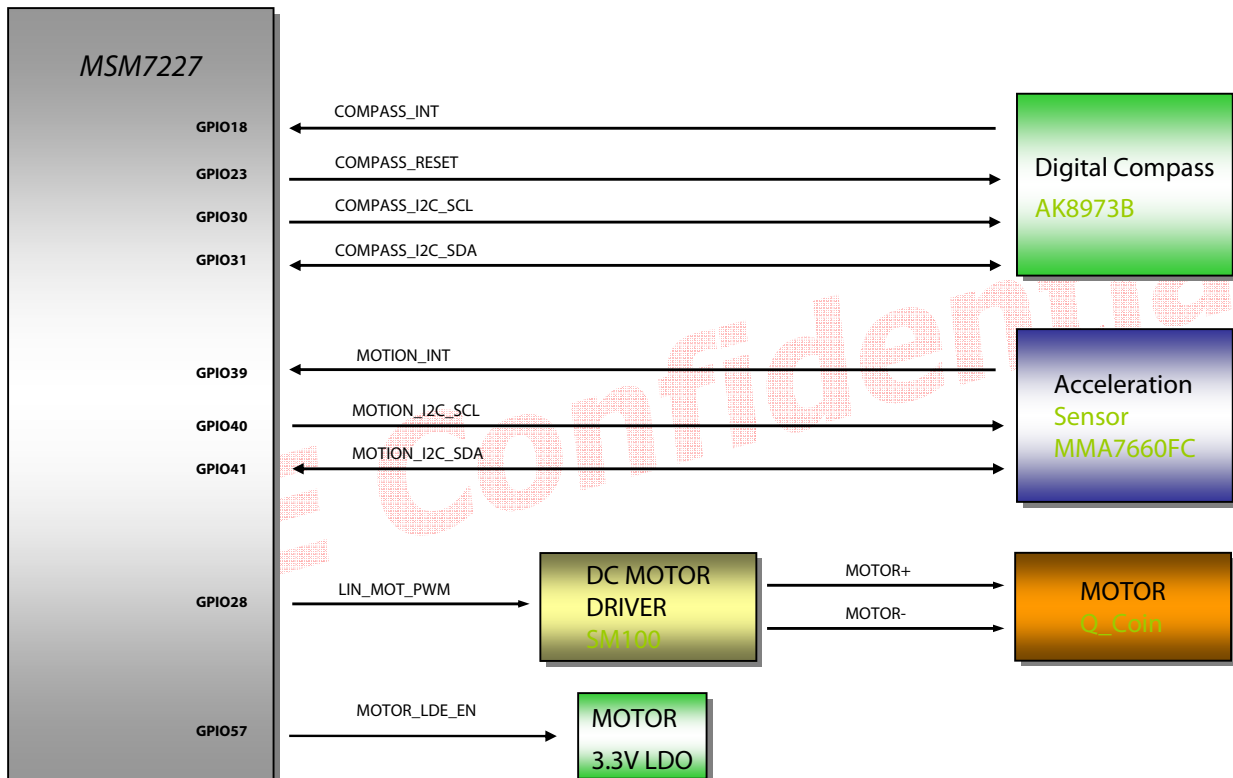 MSM7227
GPIO18
COMPASS_INT
GPIO23
COMPASS_RESET
GPIO30
COMPASS_I2C_SCL
GPIO31
COMPASS_I2C_SDA
Digital Compass
AK8973B
GPIO39
MOTION_INT
GPIO40
MOTION_I2C_SCL
GPIO41
MOTION_I2C_SDA
Acceleration
Sensor
MMA7660FC
Confidentia
GPIO28
LIN_MOT_PWM
DC MOTOR
DRIVER
SM100
MOTOR+
MOTOR-
MOTOR
Q_Coin
GPIO57
MOTOR_LDE_EN
MOTOR
3.3V LDO